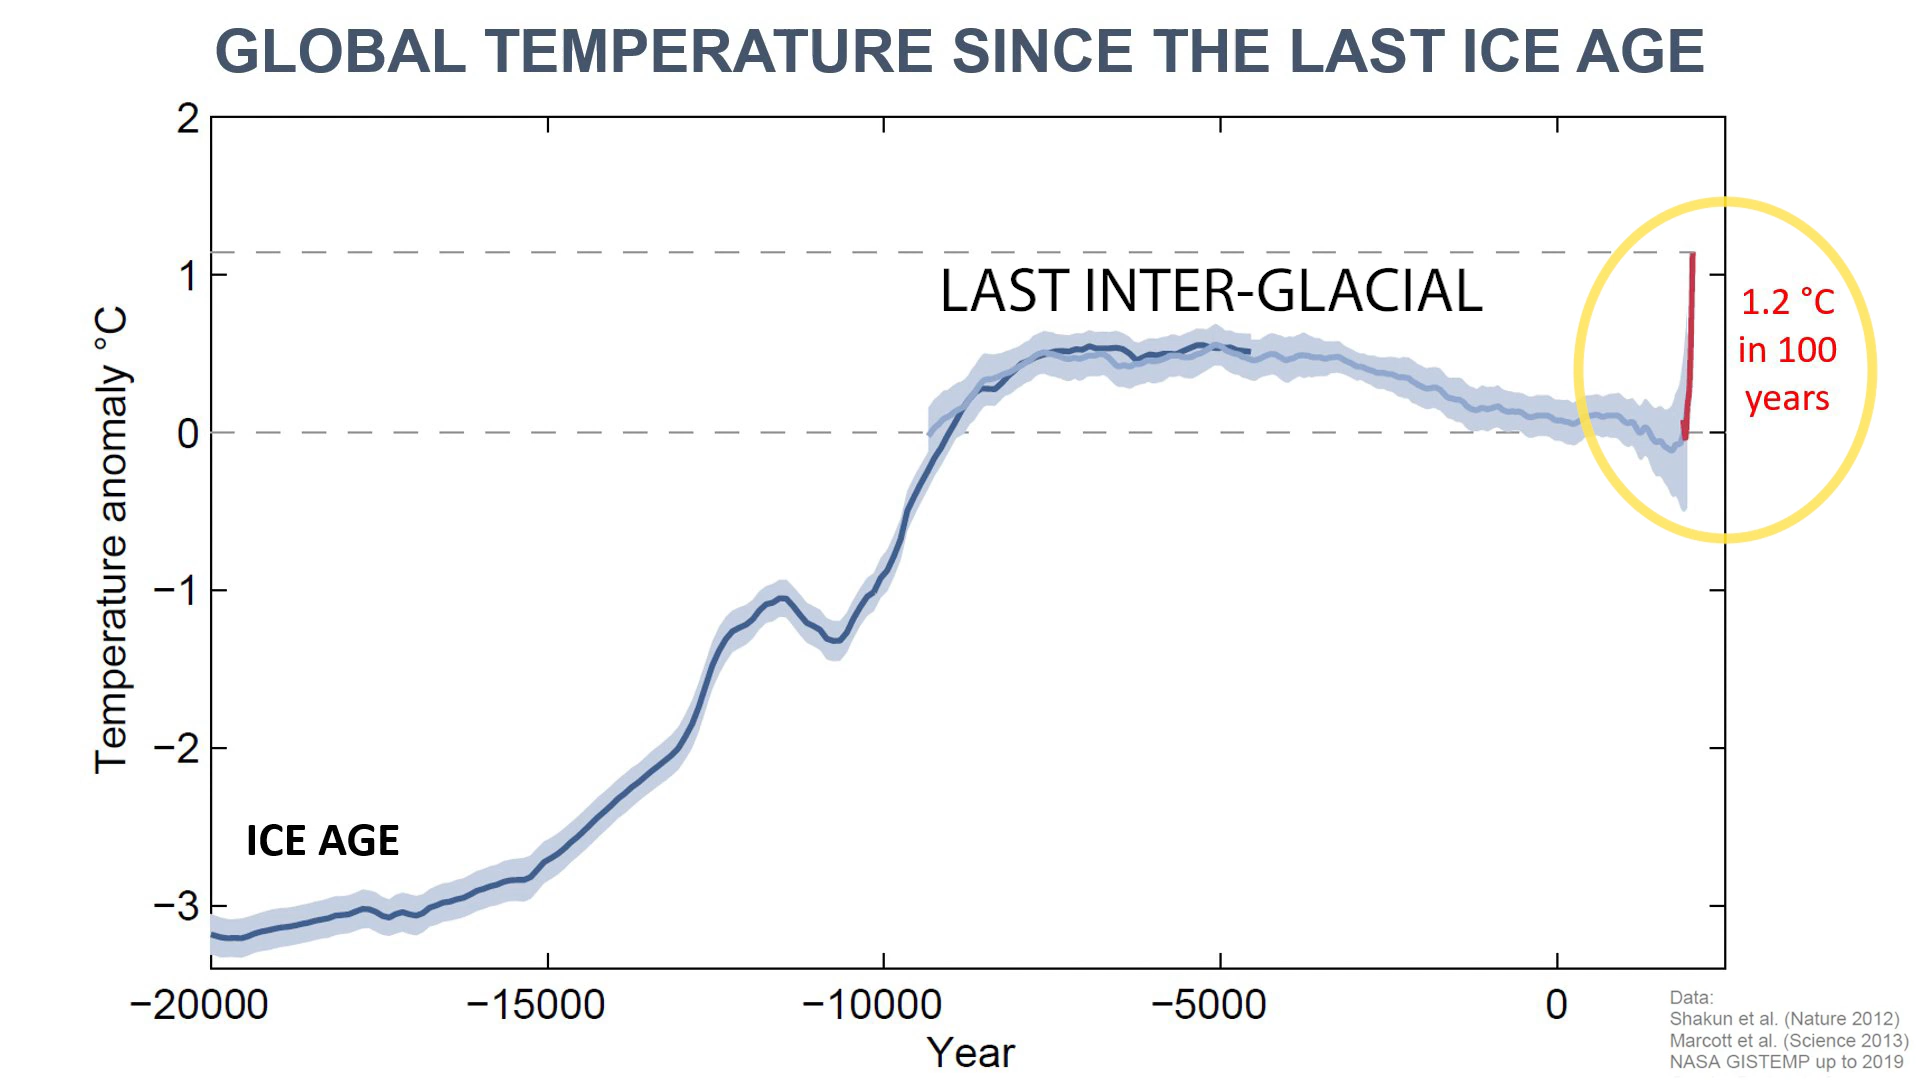 GLOBAL TEMPERATURE SINCE THE LAST ICE AGE
2
1
0
−1
−2
−3
Temperature anomaly °C
LAST INTER-GLACIAL
1.2 °C
in 100
years
ICE AGE
−20000 −15000 −10000 −5000 0
Year
Data:
Shakun et al. (Nature 2012)
Marcott et al. (Science 2013)
NASA GISTEMP up to 2019